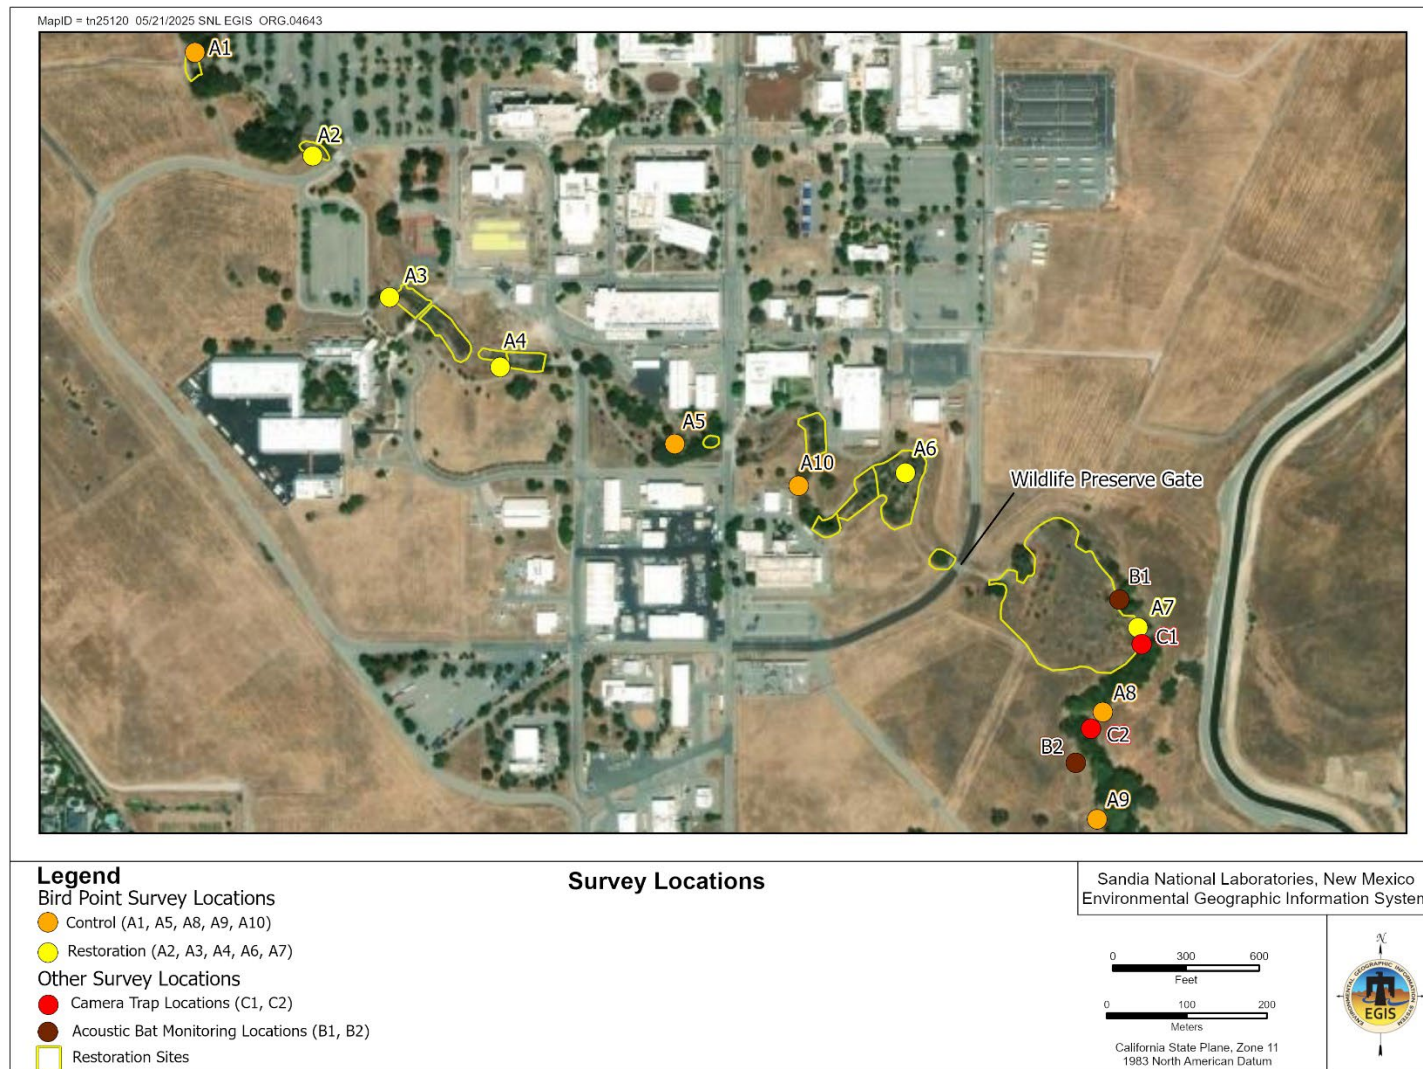 MapID = tn25120 05/21/2025 SNL EGIS ORG.04643
A1
A2
A3
A4
A5
A10
A6
Wildlife Preserve Gate
B1
A7
C1
A8
C2
B2
A9
Legend
Bird Point Survey Locations
Control (A1, A5, A8, A9, A10)
Restoration (A2, A3, A4, A6, A7)
Other Survey Locations
Camera Trap Locations (C1, C2)
Acoustic Bat Monitoring Locations (B1, B2)
Restoration Sites
Survey Locations
Sandia National Laboratories, New Mexico
Environmental Geographic Information System
0 300 600
Feet
0 100 200
Meters
California State Plane, Zone 11
1983 North American Datum
N
ENVIRONMENTAL GEOGRAPHIC INFORMATION SYSTEM
EGIS